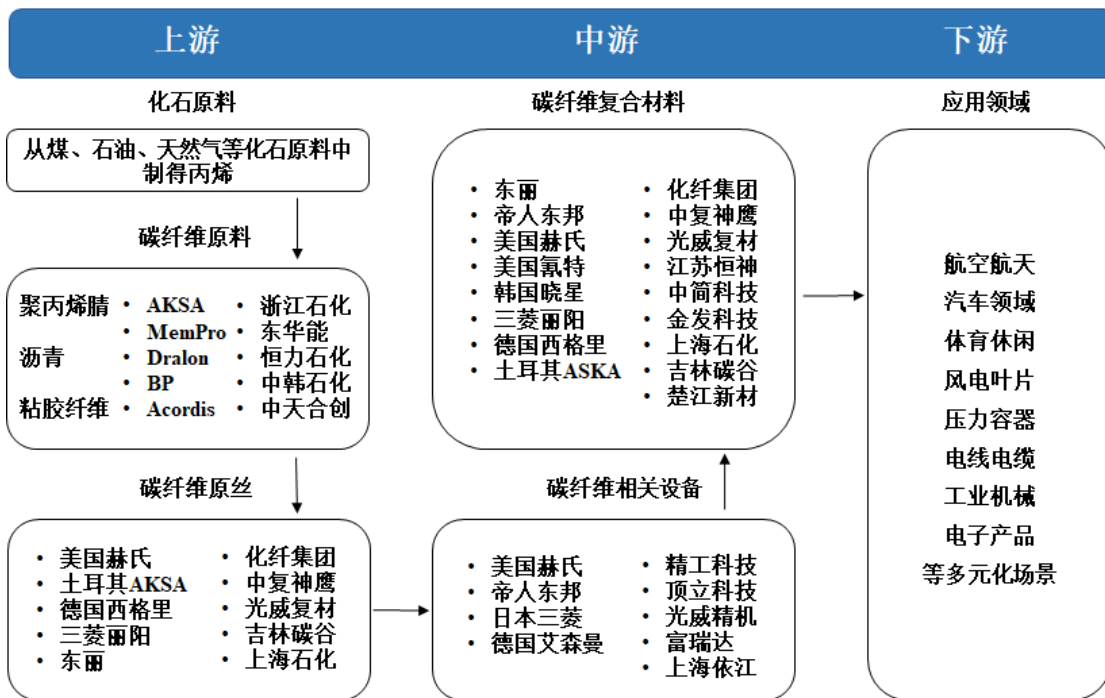 上游
中游
下游
化石原料
从煤、石油、天然气等化石原料中
制得丙烯
碳纤维原料
聚丙烯腈
沥青
粘胶纤维
• AKSA
• MemPro
• Dralon
• BP
• Acordis
• 浙江石化
• 东华能
• 恒力石化
• 中韩石化
• 中天合创
碳纤维原丝
• 美国赫氏
• 土耳其AKSA
• 德国西格里
• 三菱丽阳
• 东丽
• 化纤集团
• 中复神鹰
• 光威复材
• 吉林碳谷
• 上海石化
碳纤维复合材料
• 东丽
• 帝人东邦
• 美国赫氏
• 美国氰特
• 韩国晓星
• 三菱丽阳
• 德国西格里
• 土耳其ASKA
• 化纤集团
• 中复神鹰
• 光威复材
• 江苏恒神
• 中简科技
• 金发科技
• 上海石化
• 吉林碳谷
• 楚江新材
碳纤维相关设备
• 美国赫氏
• 帝人东邦
• 日本三菱
• 德国艾森曼
• 精工科技
• 顶立科技
• 光威精机
• 富瑞达
• 上海依江
应用领域
航空航天
汽车领域
体育休闲
风电叶片
压力容器
电线电缆
工业机械
电子产品
等多元化场景